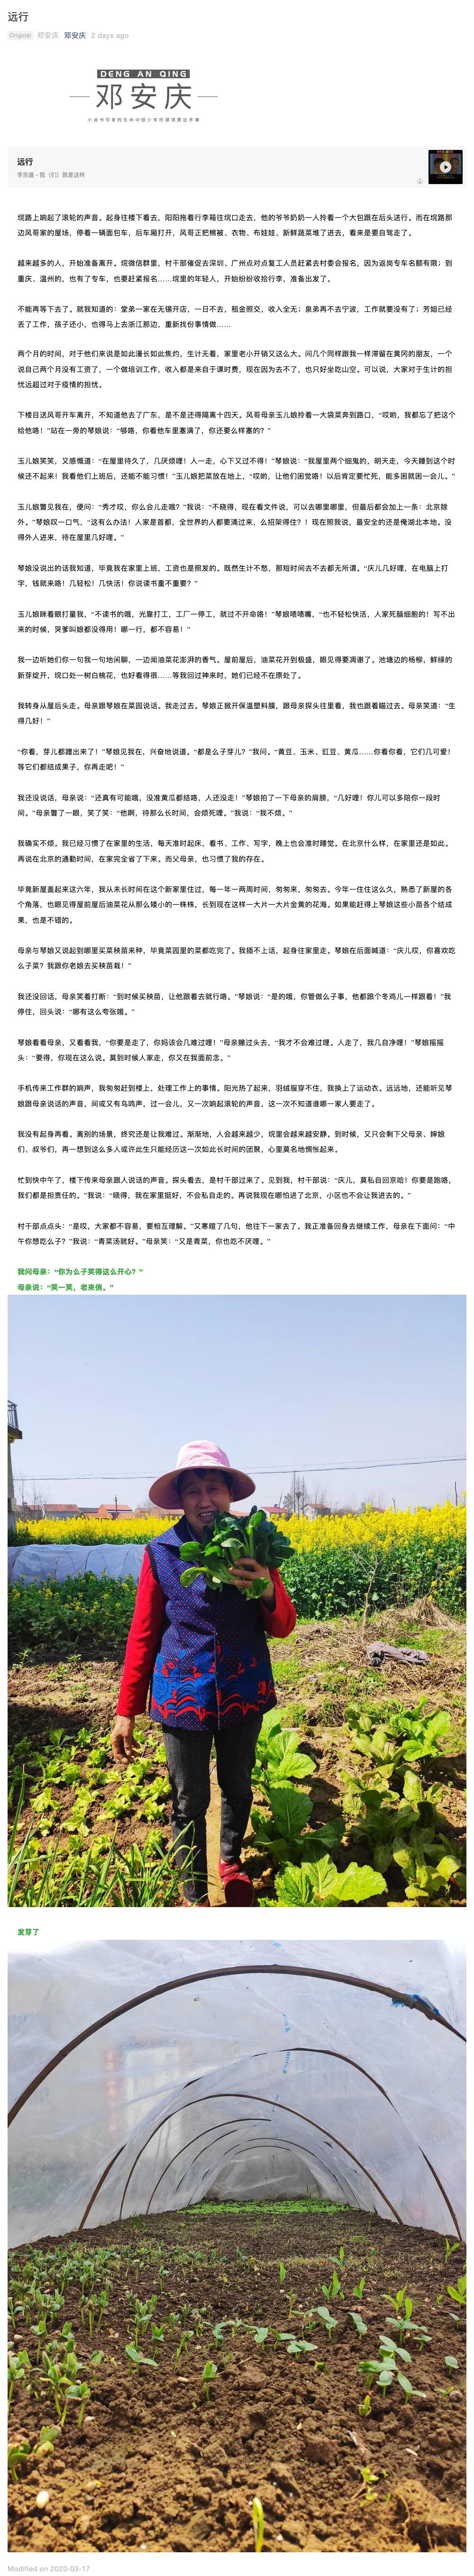 远行
Original 邓安庆 邓安庆 2 days ago
DENG AN QING
邓安庆
远行
李宗盛 - 我（们）就是这样
垸路上响起了滚轮的声音。起身往楼下看去，阳阳拖着行李箱往垸口走去，他的爷爷奶奶一人拎着一个大包跟在后头送行。而在垸路那
边风哥家的屋场，停着一辆面包车，后车厢打开，风哥正把棉被、衣物、布娃娃、新鲜蔬菜堆了进去，看来是要自驾走了。
越来越多的人，开始准备离开。垸微信群里，村干部催促去深圳、广州点对点复工人员赶紧去村委会报名，因为返岗专车名额有限；到
重庆、温州的，也有了专车，也要赶紧报名……垸里的年轻人，开始纷纷收拾行李，准备出发了。
不能再等下去了。就我知道的：堂弟一家在无锡开店，一日不去，租金照交，收入全无；泉弟再不去宁波，工作就要没有了；芳姐已经
丢了工作，孩子还小，也得马上去浙江那边，重新找份事情做……
两个月的时间，对于他们来说是如此漫长如此焦灼，生计无着，家里老小开销又这么大。问几个同样跟我一样滞留在黄冈的朋友，一个
说自己两个月没有工资了，一个做培训工作，收入都是来自于课时费，现在因为去不了，也只好坐吃山空。可以说，大家对于生计的担
忧远超过对于疫情的担忧。
下楼目送风哥开车离开，不知道他去了广东，是不是还得隔离十四天。风哥母亲玉儿娘拎着一大袋菜奔到路口，“哎哟，我都忘了把这个
给他咯！”站在一旁的琴娘说：“够咯，你看他车里塞满了，你还要么样塞的？”
玉儿娘笑笑，又感慨道：“在屋里待久了，几厌烦哩！人一走，心下又过不得！”琴娘说：“我屋里两个细鬼的，明天走，今天睡到这个时
候还不起来！我看他们上班后，还能不能习惯！”玉儿娘把菜放在地上，“哎哟，让他们困觉咯！以后肯定要忙死，能多困就困一会儿。”
玉儿娘瞥见我在，便问：“秀才哎，你么会儿走哦？”我说：“不晓得，现在看文件说，可以去哪里哪里，但最后都会加上一条：北京除
外。”琴娘叹一口气，“这有么办法！人家是首都，全世界的人都要涌过来，么招架得住？！现在照我说，最安全的还是俺湖北本地。没
得外人进来，待在屋里几好哩。”
琴娘没说出的话我知道，毕竟我在家里上班，工资也是照发的。既然生计不愁，那短时间去不去都无所谓。“庆儿几好哩，在电脑上打
字，钱就来咯！几轻松！几快活！你说读书重不重要？”
玉儿娘眯着眼打量我，“不读书的哦，光靠打工，工厂一停工，就过不开命咯！”琴娘啧啧嘴，“也不轻松快活，人家死脑细胞的！写不出
来的时候，哭爹叫娘都没得用！哪一行，都不容易！”
我一边听她们你一句我一句地闲聊，一边闻油菜花澎湃的香气。屋前屋后，油菜花开到极盛，眼见得要凋谢了。池塘边的杨柳，鲜绿的
新芽绽开，垸口处一树白桃花，也好看得很……等我回过神来时，她们已经不在原处了。
我转身从屋后头走。母亲跟琴娘在菜园说话。我走过去。琴娘正掀开保温塑料膜，跟母亲探头往里看，我也跟着瞄过去。母亲笑道：“生
得几好！”
“你看，芽儿都蹭出来了！”琴娘见我在，兴奋地说道。“都是么子芽儿？”我问。“黄豆、玉米、豇豆、黄瓜……你看你看，它们几可爱！
等它们都结成果子，你再走吧！”
我还没说话，母亲说：“还真有可能哦，没准黄瓜都结咯，人还没走！”琴娘拍了一下母亲的肩膀，“几好哩！你儿可以多陪你一段时
间。”母亲瞥了一眼，笑了笑：“他啊，待那么长时间，会烦死哩。”我说：“我不烦。”
我确实不烦。我已经习惯了在家里的生活，每天准时起床，看书、工作、写字，晚上也会准时睡觉。在北京什么样，在家里还是如此。
再说在北京的通勤时间，在家完全省了下来。而父母亲，也习惯了我的存在。
毕竟新屋盖起来这六年，我从未长时间在这个新家里住过，每一年一两周时间，匆匆来，匆匆去。今年一住住这么久，熟悉了新屋的各
个角落，也眼见得屋前屋后油菜花从那么矮小的一株株，长到现在这样一大片一大片金黄的花海。如果能赶得上琴娘这些小苗各个结成
果，也是不错的。
母亲与琴娘又说起到哪里买菜秧苗来种，毕竟菜园里的菜都吃完了。我插不上话，起身往家里走。琴娘在后面喊道：“庆儿哎，你喜欢吃
么子菜？我跟你老娘去买秧苗栽！”
我还没回话，母亲笑着打断：“到时候买秧苗，让他跟着去就行咯。”琴娘说：“是的哦，你管做么子事，他都跟个冬鸡儿一样跟着！”我
停住，回头说：“哪有这么夸张哦。”
琴娘看看母亲，又看看我，“你要是走了，你妈该会几难过哩！”母亲撇过头去，“我才不会难过哩。人走了，我几自净哩！”琴娘摇摇
头：“要得，你现在这么说。莫到时候人家走，你又在我面前念。”
手机传来工作群的响声，我匆匆赶到楼上，处理工作上的事情。阳光热了起来，羽绒服穿不住，我换上了运动衣。远远地，还能听见琴
娘跟母亲说话的声音，间或又有鸟鸣声，过一会儿，又一次响起滚轮的声音，这一次不知道谁哪一家人要走了。
我没有起身再看。离别的场景，终究还是让我难过。渐渐地，人会越来越少，垸里会越来越安静。到时候，又只会剩下父母亲、婶娘
们、叔爷们，再一想到这么多人或许此生只能经历这一次如此长时间的团聚，心里莫名地惆怅起来。
忙到快中午了，楼下传来母亲跟人说话的声音。探头看去，是村干部过来了。见到我，村干部说：“庆儿，莫私自回京哈！你要是跑咯，
我们都是担责任的。”我说：“晓得，我在家里挺好，不会私自走的。再说我现在哪怕进了北京，小区也不会让我进去的。”
村干部点点头：“是哎，大家都不容易，要相互理解。”又寒暄了几句，他往下一家去了。我正准备回身去继续工作，母亲在下面问：“中
午你想吃么子？”我说：“青菜汤就好。”母亲笑：“又是青菜，你也吃不厌哩。”
我问母亲：“你为么子笑得这么开心？”
母亲说：“笑一笑，老来俏。”
发芽了
Modified on 2020-03-17